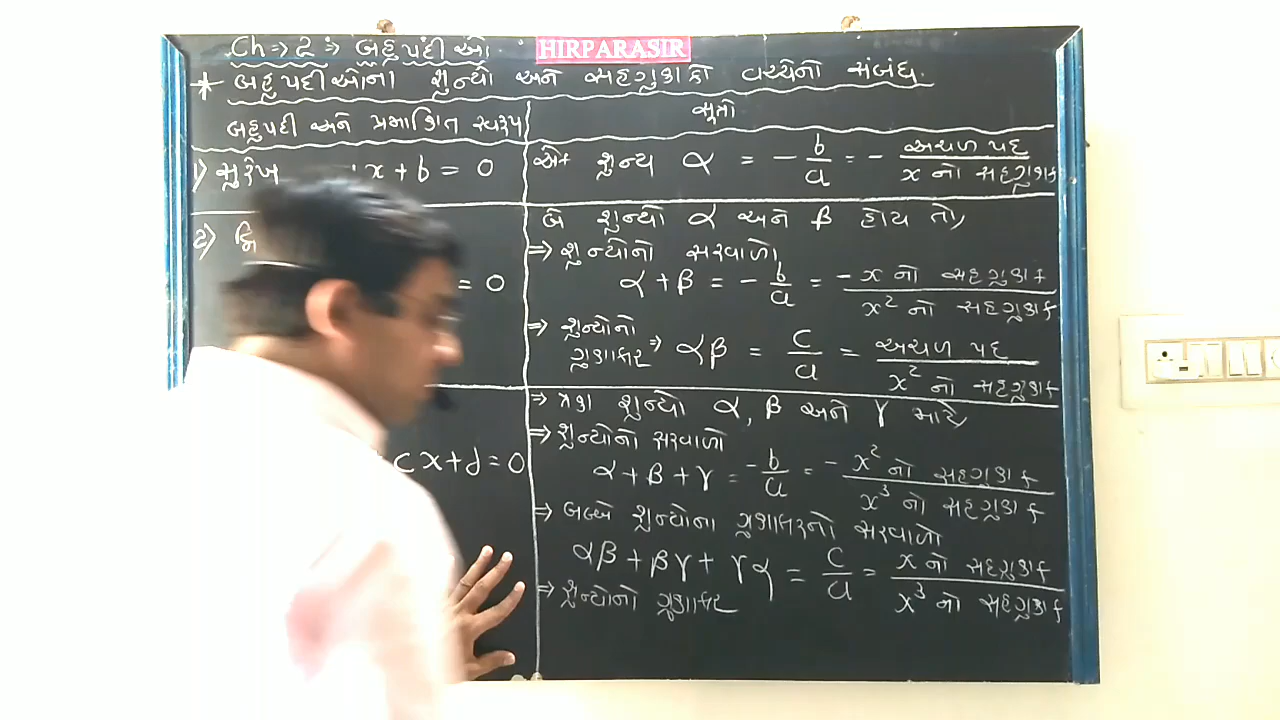 Ch ⇒ 2 ⇒ બહુપદીઓ.
HIRPARASIR
* બહુપદીઓના શુન્યો અને સહગુણકો વચ્ચેનો સંબંધ.
બહુપદી અને પ્રમાણિત સ્વરૂપ
સૂત્રો
1) સુરેખ x + b = 0
એક શુન્ય α = - b/a = - અચળ પદ / x નો સહગુણક
2) = 0
બે શુન્યો α અને β હોય તો,
⇒ શુન્યોનો સરવાળો
α + β = - b/a = - x નો સહગુણક / x² નો સહગુણક
⇒ શુન્યોનો ગુણાકાર ⇒ αβ = c/a = અચળ પદ / x² નો સહગુણક
cx + d = 0
⇒ ત્રણ શુન્યો α, β અને γ માટે,
⇒ શુન્યોનો સરવાળો
α + β + γ = -b/a = - x² નો સહગુણક / x³ નો સહગુણક
⇒ બબ્બે શુન્યોના ગુણાકારનો સરવાળો
αβ + βγ + γα = c/a = x નો સહગુણક / x³ નો સહગુણક
⇒ શુન્યોનો ગુણાકાર